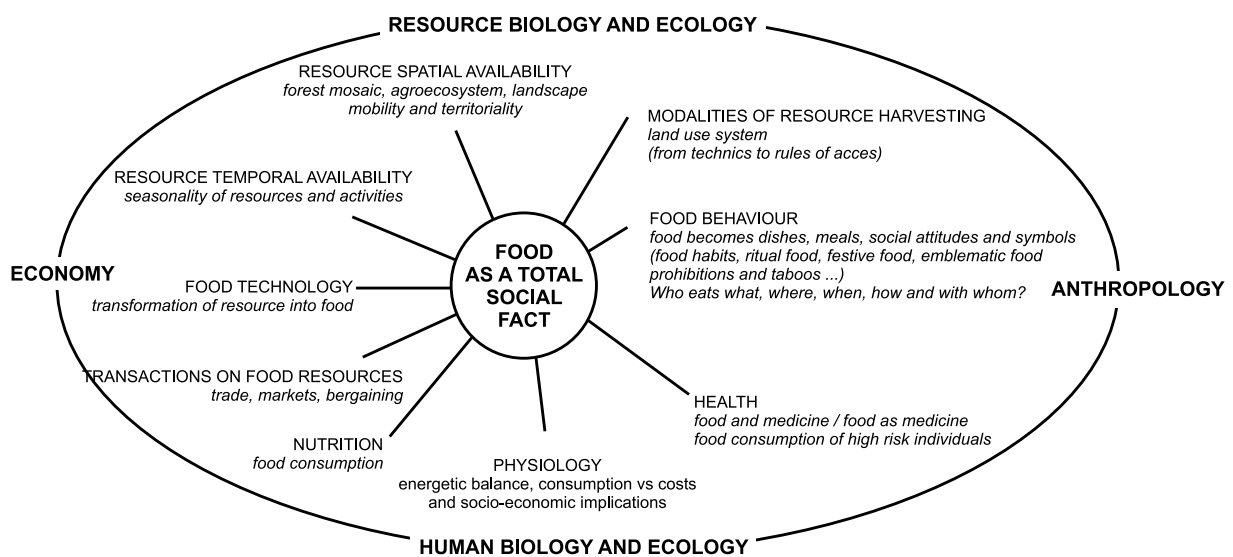 RESOURCE BIOLOGY AND ECOLOGY
RESOURCE SPATIAL AVAILABILITY
forest mosaic, agroecosystem, landscape
mobility and territoriality
MODALITIES OF RESOURCE HARVESTING
land use system
(from technics to rules of acces)
RESOURCE TEMPORAL AVAILABILITY
seasonality of resources and activities
FOOD BEHAVIOUR
food becomes dishes, meals, social attitudes and symbols
(food habits, ritual food, festive food, emblematic food
prohibitions and taboos ...)
Who eats what, where, when, how and with whom?
FOOD
AS A TOTAL
SOCIAL
FACT
ECONOMY
ANTHROPOLOGY
FOOD TECHNOLOGY
transformation of resource into food
TRANSACTIONS ON FOOD RESOURCES
trade, markets, bergaining
HEALTH
food and medicine / food as medicine
food consumption of high risk individuals
NUTRITION
food consumption
PHYSIOLOGY
energetic balance, consumption vs costs
and socio-economic implications
HUMAN BIOLOGY AND ECOLOGY